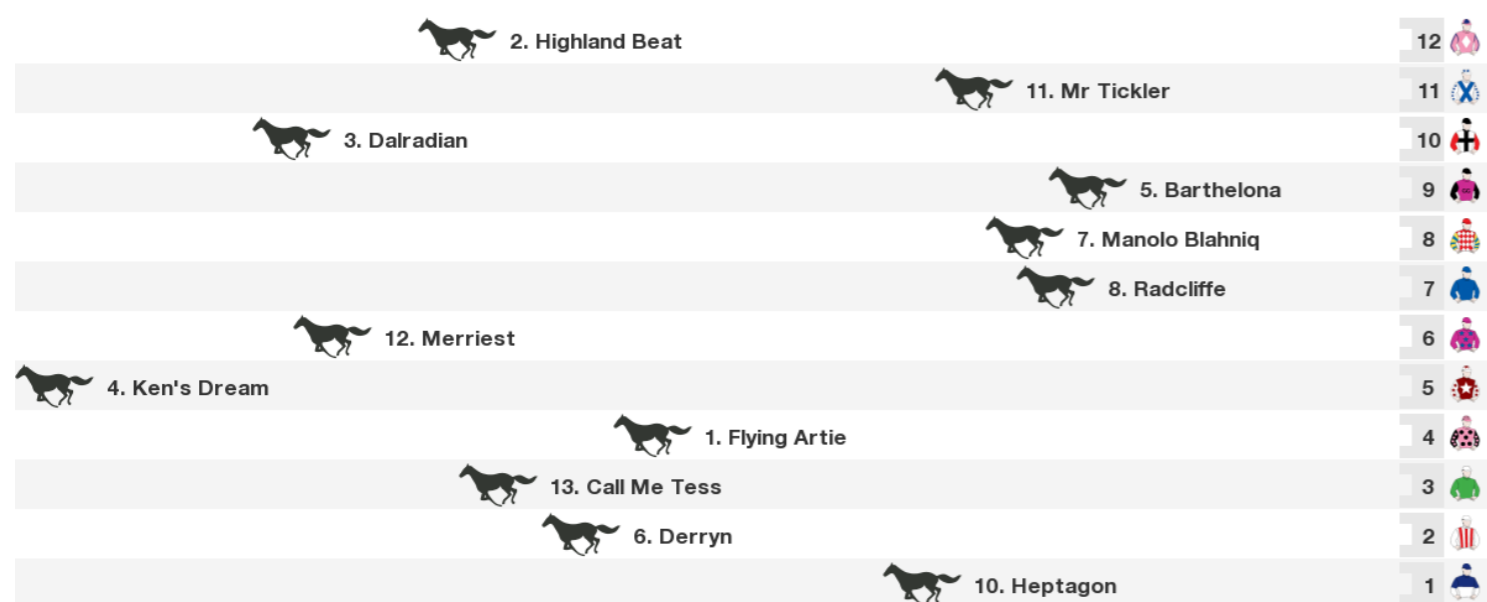 2. Highland Beat 12
11. Mr Tickler 11
3. Dalradian 10
5. Barthelona 9
7. Manolo Blahniq 8
8. Radcliffe 7
12. Merriest 6
4. Ken's Dream 5
1. Flying Artie 4
13. Call Me Tess 3
6. Derryn 2
10. Heptagon 1